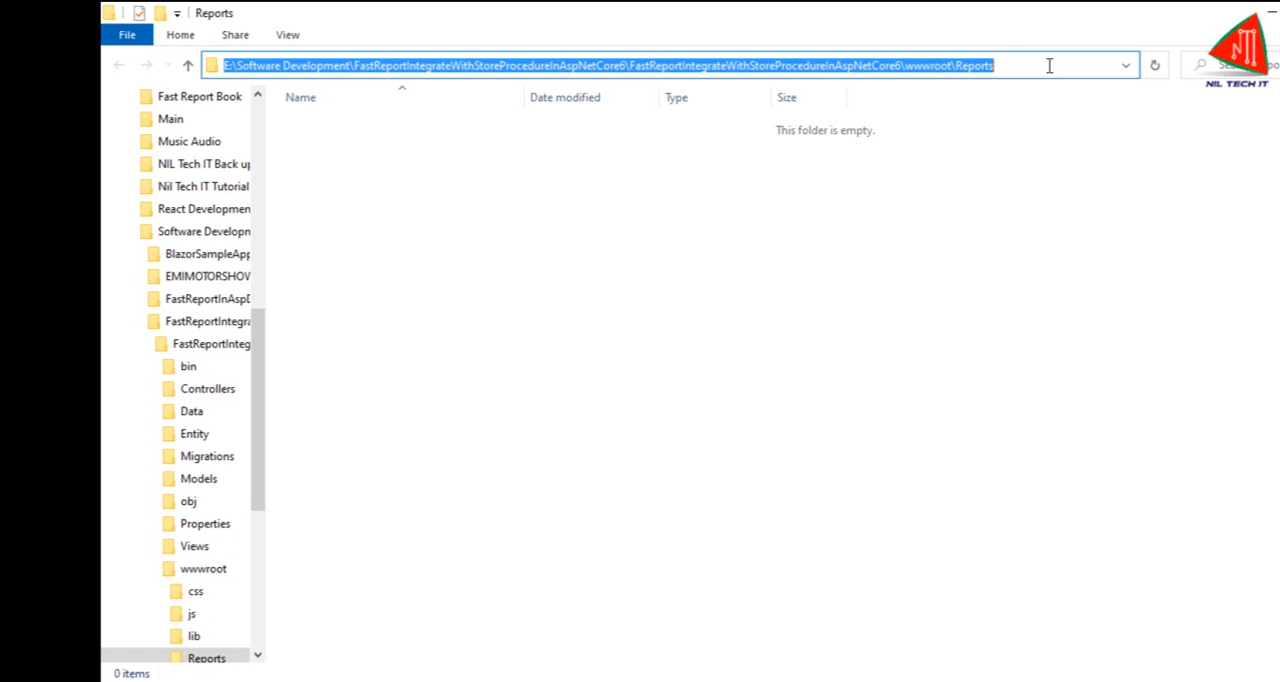 Reports
File Home Share View
E:\Software Development\FastReportIntegrateWithStoreProcedureInAspNetCore6\FastReportIntegrateWithStoreProcedureInAspNetCore6\wwwroot\Reports
NIL TECH IT
Name Date modified Type Size
This folder is empty.
Fast Report Book
Main
Music Audio
NIL Tech IT Back up
Nil Tech IT Tutorial
React Developmen
Software Developn
BlazorSampleApp
EMIMOTORSHOV
FastReportInAspD
FastReportIntegra
FastReportInteg
bin
Controllers
Data
Entity
Migrations
Models
obj
Properties
Views
wwwroot
css
js
lib
Reports
0 items